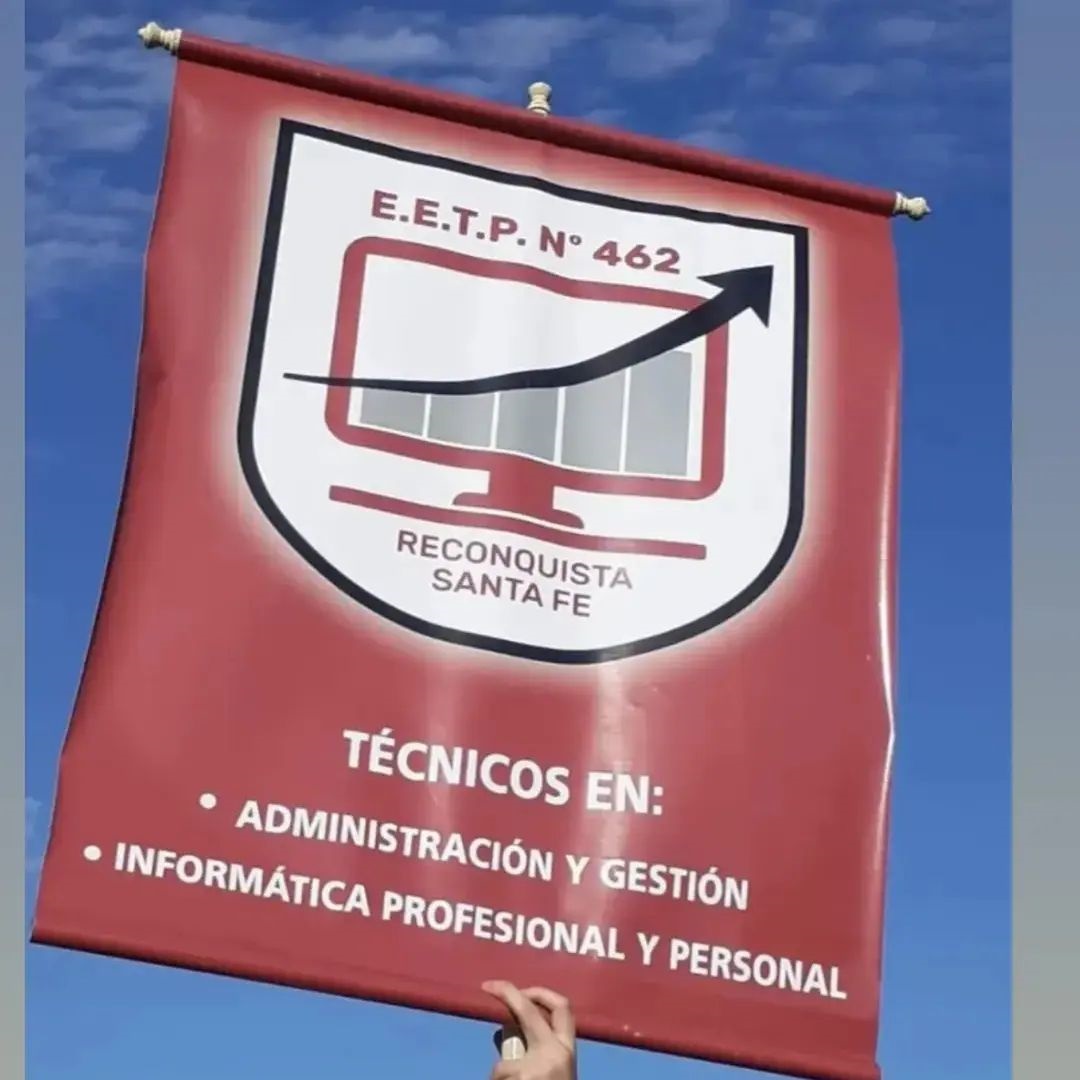 E.E.T.P. Nº 462
RECONQUISTA
SANTA FE
TÉCNICOS EN:
• ADMINISTRACIÓN Y GESTIÓN
• INFORMÁTICA PROFESIONAL Y PERSONAL